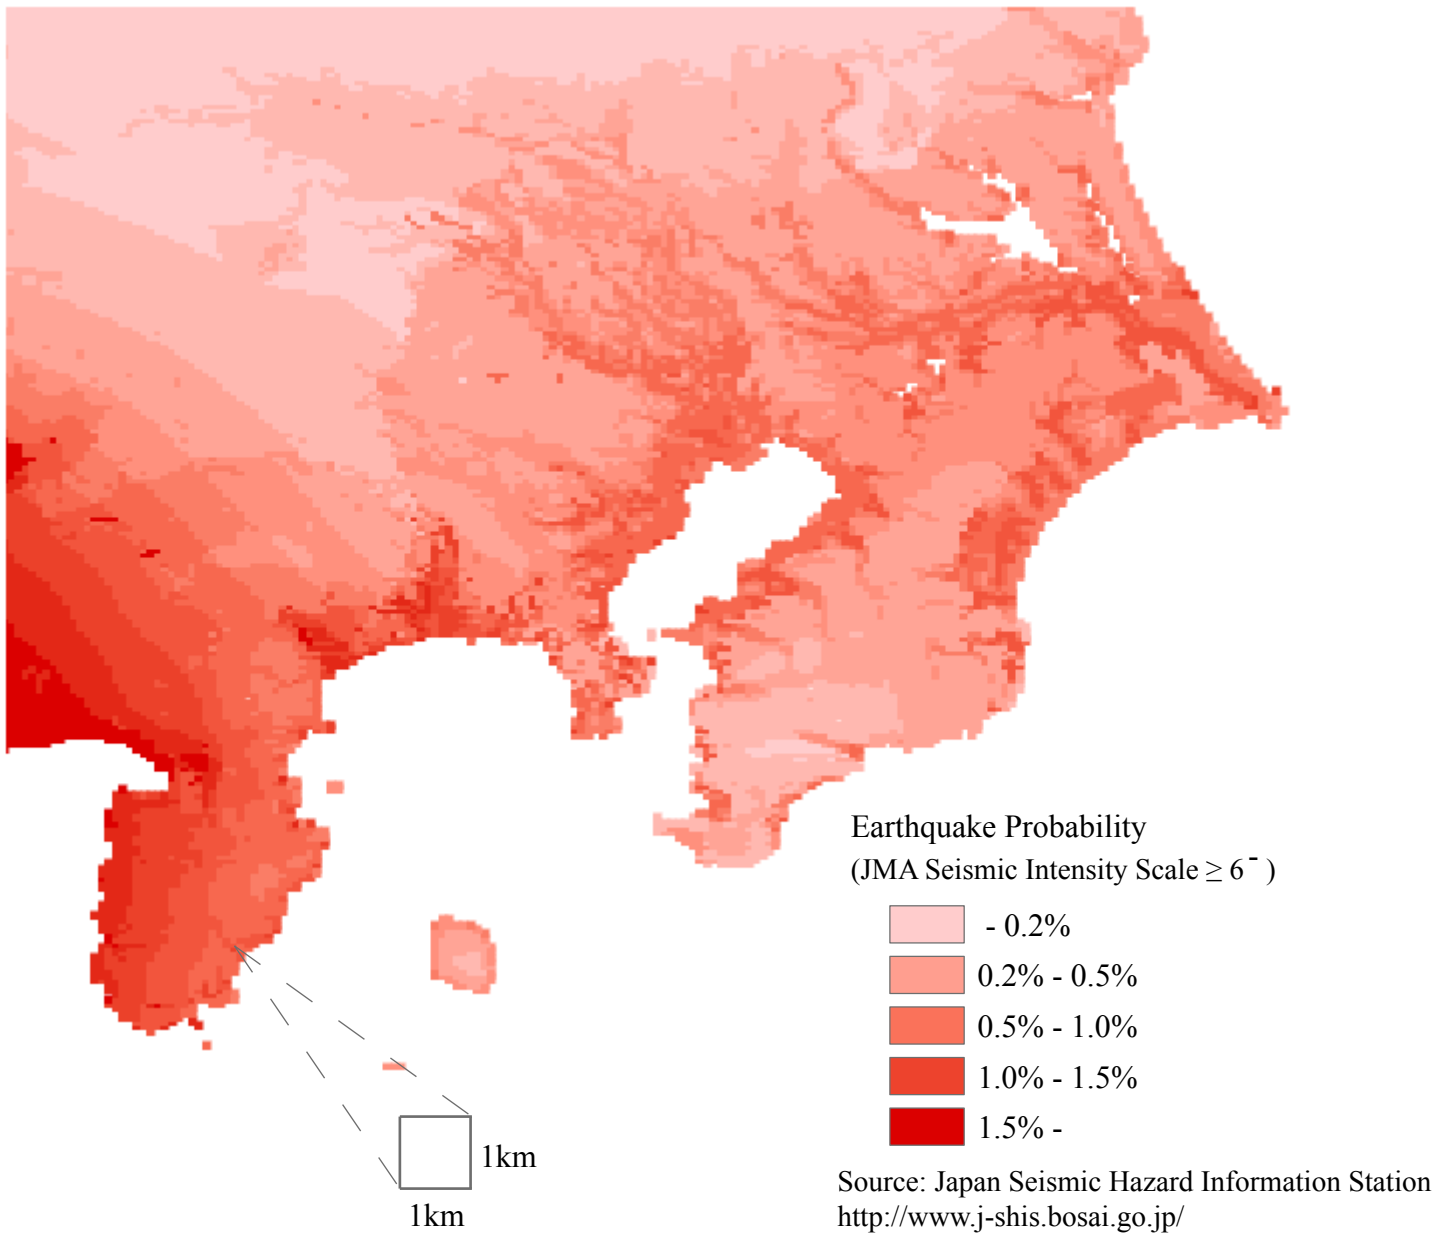 Earthquake Probability
(JMA Seismic Intensity Scale ≥ 6⁻ )
- 0.2%
0.2% - 0.5%
0.5% - 1.0%
1.0% - 1.5%
1.5% -
1km
1km
Source: Japan Seismic Hazard Information Station
http://www.j-shis.bosai.go.jp/